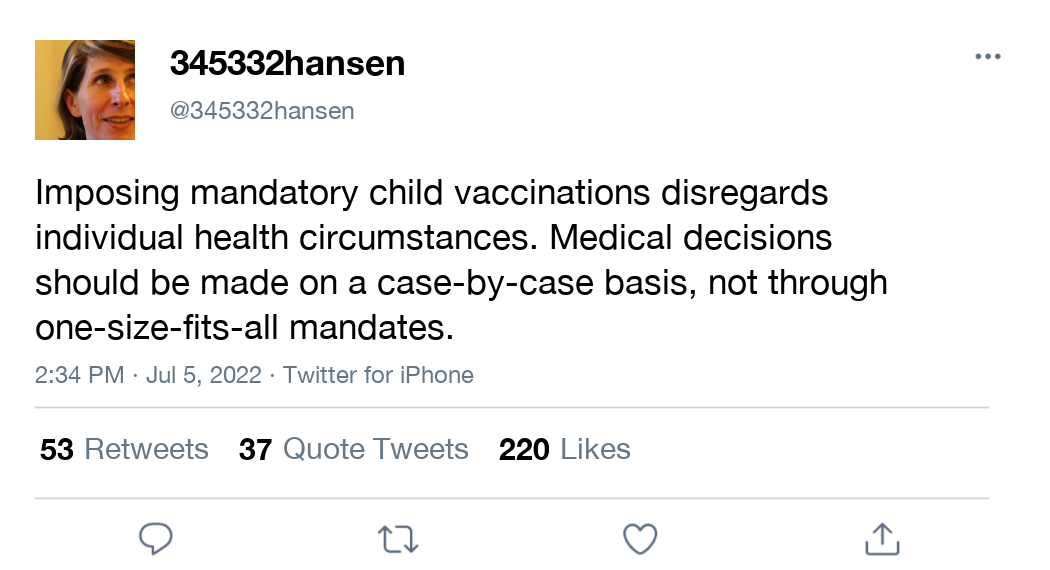 345332hansen
@345332hansen
Imposing mandatory child vaccinations disregards
individual health circumstances. Medical decisions
should be made on a case-by-case basis, not through
one-size-fits-all mandates.
2:34 PM · Jul 5, 2022 · Twitter for iPhone
53 Retweets 37 Quote Tweets 220 Likes